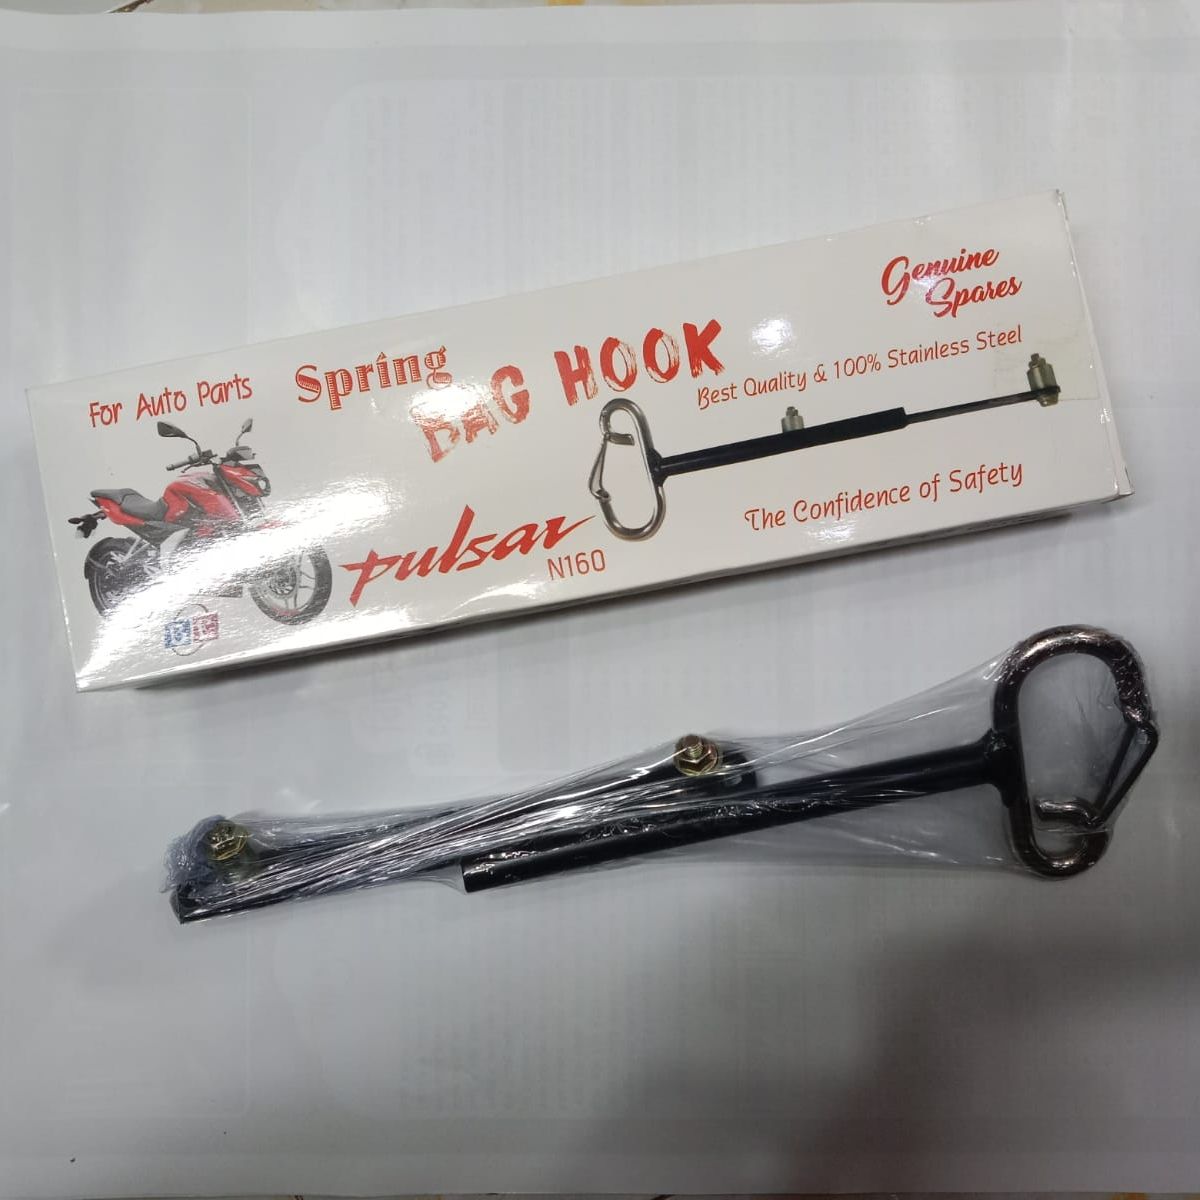 For Auto Parts
Spring
BAG HOOK
Genuine
Spares
Best Quality & 100% Stainless Steel
pulsar
N160
The Confidence of Safety